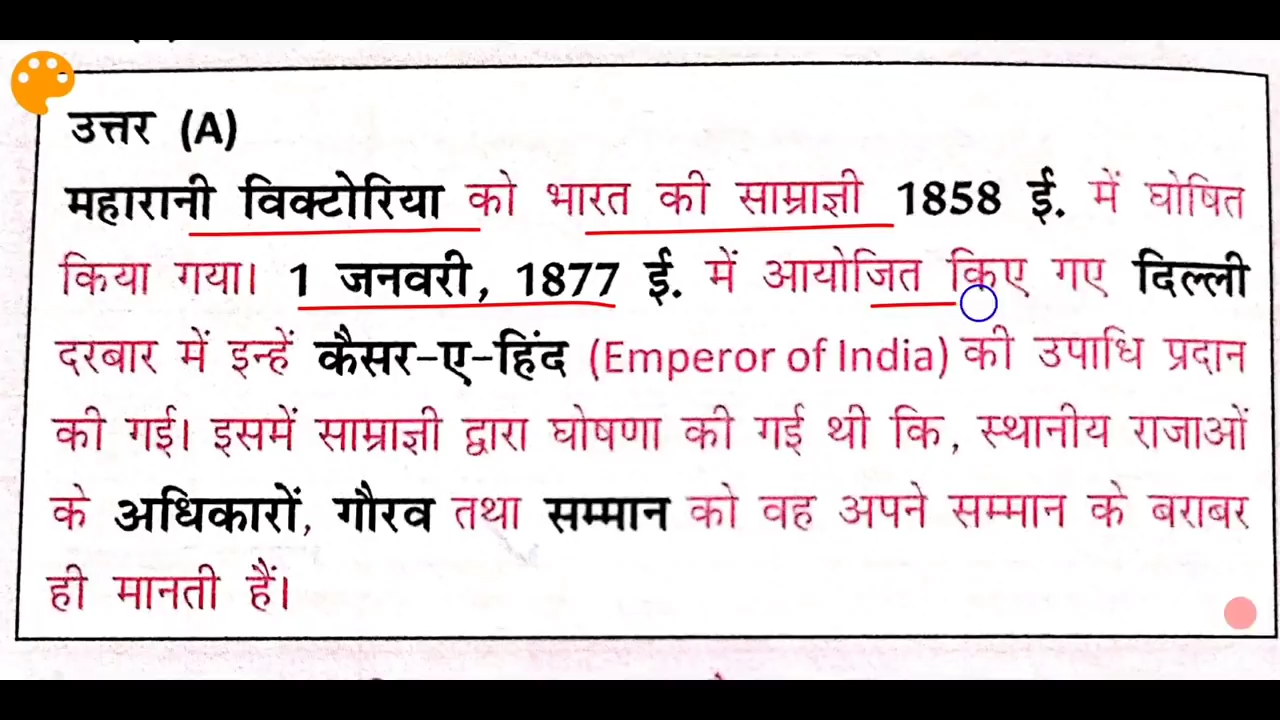 उत्तर (A)
महारानी विक्टोरिया को भारत की साम्राज्ञी 1858 ई. में घोषित
किया गया। 1 जनवरी, 1877 ई. में आयोजित किए गए दिल्ली
दरबार में इन्हें कैसर-ए-हिंद (Emperor of India) की उपाधि प्रदान
की गई। इसमें साम्राज्ञी द्वारा घोषणा की गई थी कि, स्थानीय राजाओं
के अधिकारों, गौरव तथा सम्मान को वह अपने सम्मान के बराबर
ही मानती हैं।